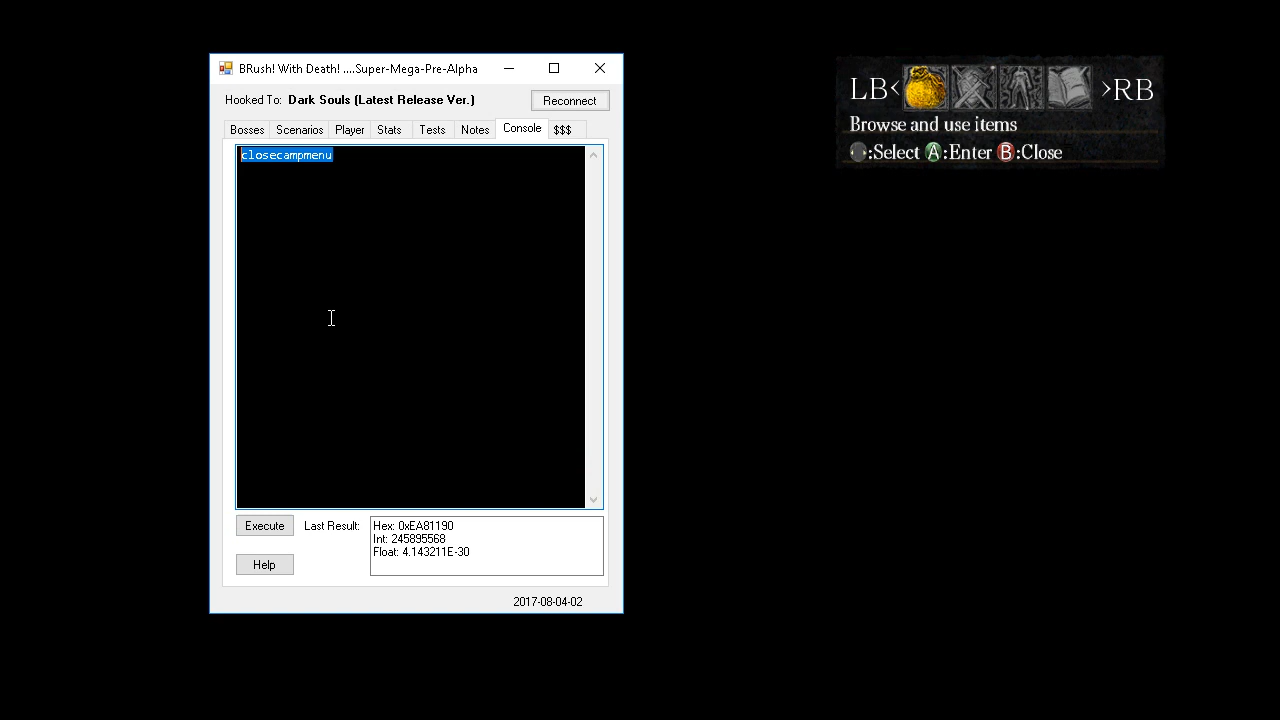 BRush! With Death! ....Super-Mega-Pre-Alpha
Hooked To: Dark Souls (Latest Release Ver.)
Reconnect
Bosses Scenarios Player Stats Tests Notes Console $$$
closecampmenu
Execute
Last Result:
Hex: 0xEA81190
Int: 245895568
Float: 4.143211E-30
Help
2017-08-04-02
LB< >RB
Browse and use items
:Select A:Enter B:Close